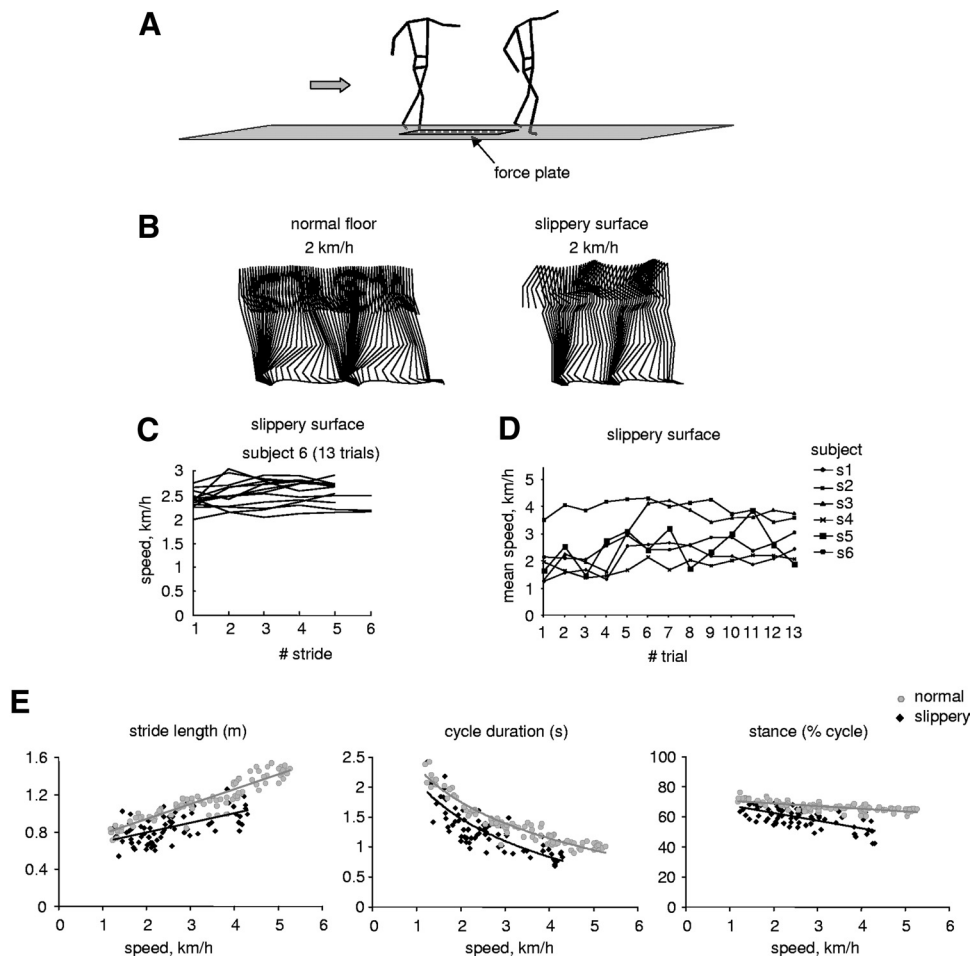 A
force plate
B
normal floor
2 km/h
slippery surface
2 km/h
C
slippery surface
subject 6 (13 trials)
speed, km/h
3
2.5
2
1.5
1
0.5
0
1 2 3 4 5 6
# stride
D
slippery surface
mean speed, km/h
5
4
3
2
1
0
1 2 3 4 5 6 7 8 9 10 11 12 13
# trial
subject
s1
s2
s3
s4
s5
s6
E
normal
slippery
stride length (m)
1.6
1.2
0.8
0.4
0
0 1 2 3 4 5 6
speed, km/h
cycle duration (s)
2.5
2
1.5
1
0.5
0
0 1 2 3 4 5 6
speed, km/h
stance (% cycle)
100
80
60
40
20
0
0 1 2 3 4 5 6
speed, km/h